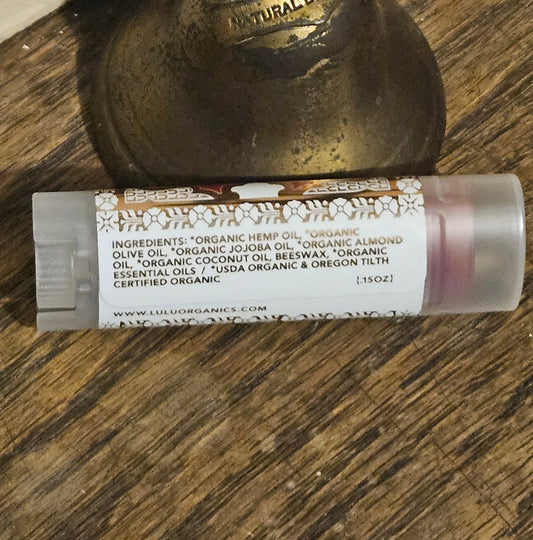 NATURAL
INGREDIENTS: *ORGANIC HEMP OIL, *ORGANIC
OLIVE OIL, *ORGANIC JOJOBA OIL, *ORGANIC ALMOND
OIL, *ORGANIC COCONUT OIL, BEESWAX, *ORGANIC
ESSENTIAL OILS / *USDA ORGANIC & OREGON TILTH
CERTIFIED ORGANIC (.15OZ)
WWW.LULUORGANICS.COM